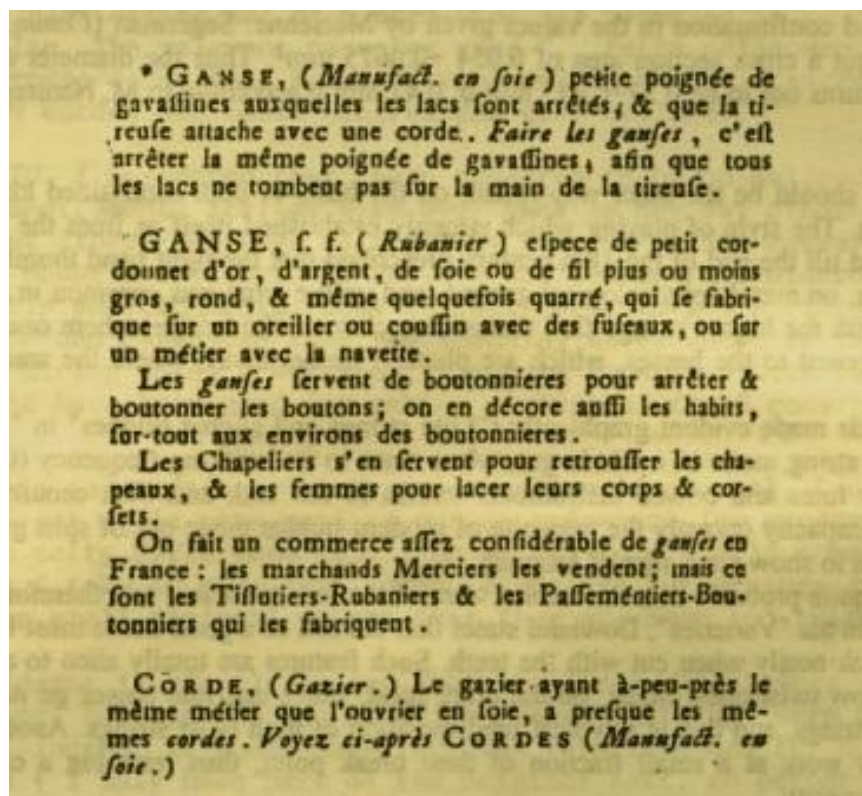 * GANSE, (Manufact. en ſoie) petite poignée de
gavaſſines auxquelles les lacs ſont arrêtés, & que la ti-
reuſe attache avec une corde. Faire les ganſes, c'eſt
arrêter la même poignée de gavaſſines, afin que tous
les lacs ne tombent pas ſur la main de la tireuſe.
GANSE, ſ. f. (Rubanier) eſpece de petit cor-
donnet d'or, d'argent, de ſoie ou de fil plus ou moins
gros, rond, & même quelquefois quarré, qui ſe fabri-
que ſur un oreiller ou couſſin avec des fuſeaux, ou ſur
un métier avec la navette.
Les ganſes ſervent de boutonnieres pour arrêter &
boutonner les boutons; on en décore auſſi les habits,
ſur-tout aux environs des boutonnieres.
Les Chapeliers s'en ſervent pour retrouſſer les cha-
peaux, & les femmes pour lacer leurs corps & cor-
ſets.
On fait un commerce aſſez conſidérable de ganſes en
France : les marchands Merciers les vendent; mais ce
ſont les Tiſſutiers-Rubaniers & les Paſſementiers-Bou-
tonniers qui les fabriquent.
CORDE, (Gazier.) Le gazier ayant à-peu-près le
même métier que l'ouvrier en ſoie, a preſque les mê-
mes cordes. Voyez ci-après CORDES (Manufact. en
ſoie.)